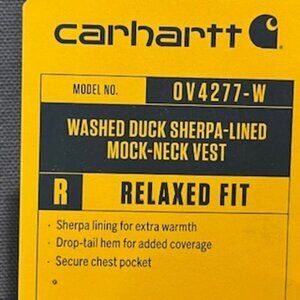 carhartt
MODEL NO. OV4277-W
WASHED DUCK SHERPA-LINED
MOCK-NECK VEST
R RELAXED FIT
· Sherpa lining for extra warmth
· Drop-tail hem for added coverage
· Secure chest pocket